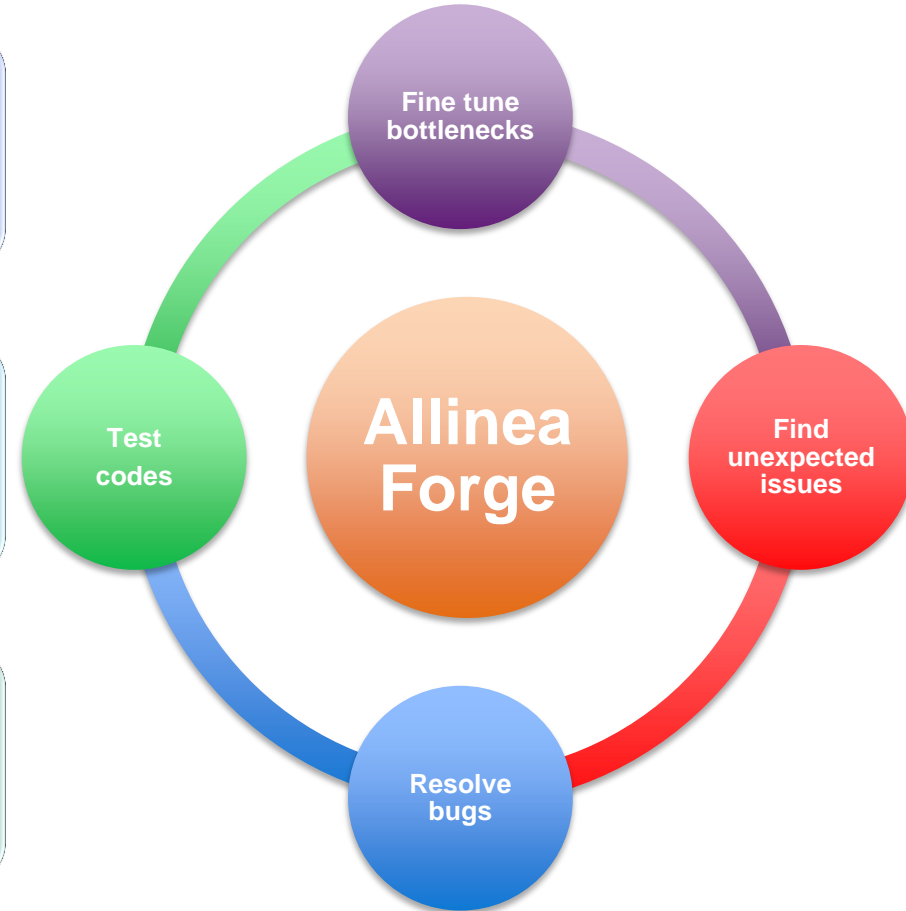 Fine tune
bottlenecks
Allinea
Forge
Test
codes
Find
unexpected
issues
Resolve
bugs